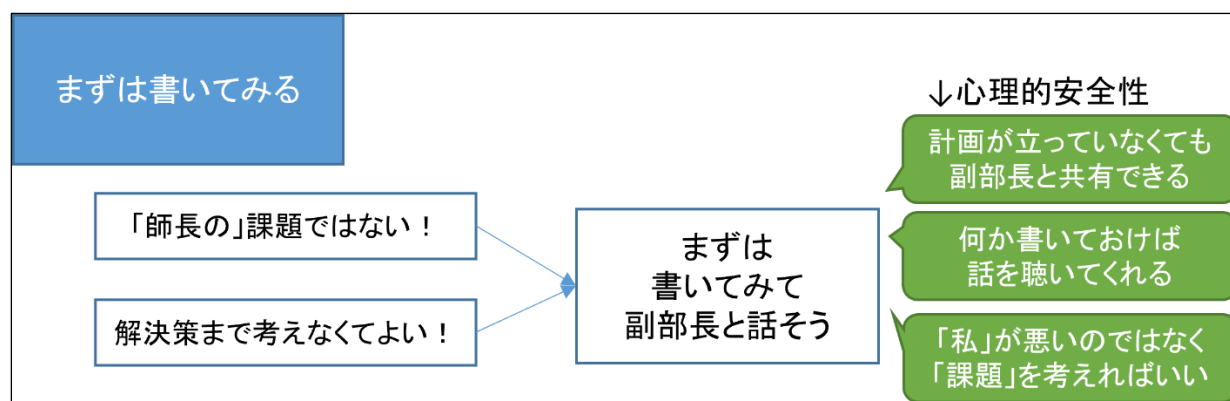 まずは書いてみる
「師長の」課題ではない！
解決策まで考えなくてよい！
まずは
書いてみて
副部長と話そう
↓心理的安全性
計画が立っていなくても
副部長と共有できる
何か書いておけば
話を聴いてくれる
「私」が悪いのではなく
「課題」を考えればいい